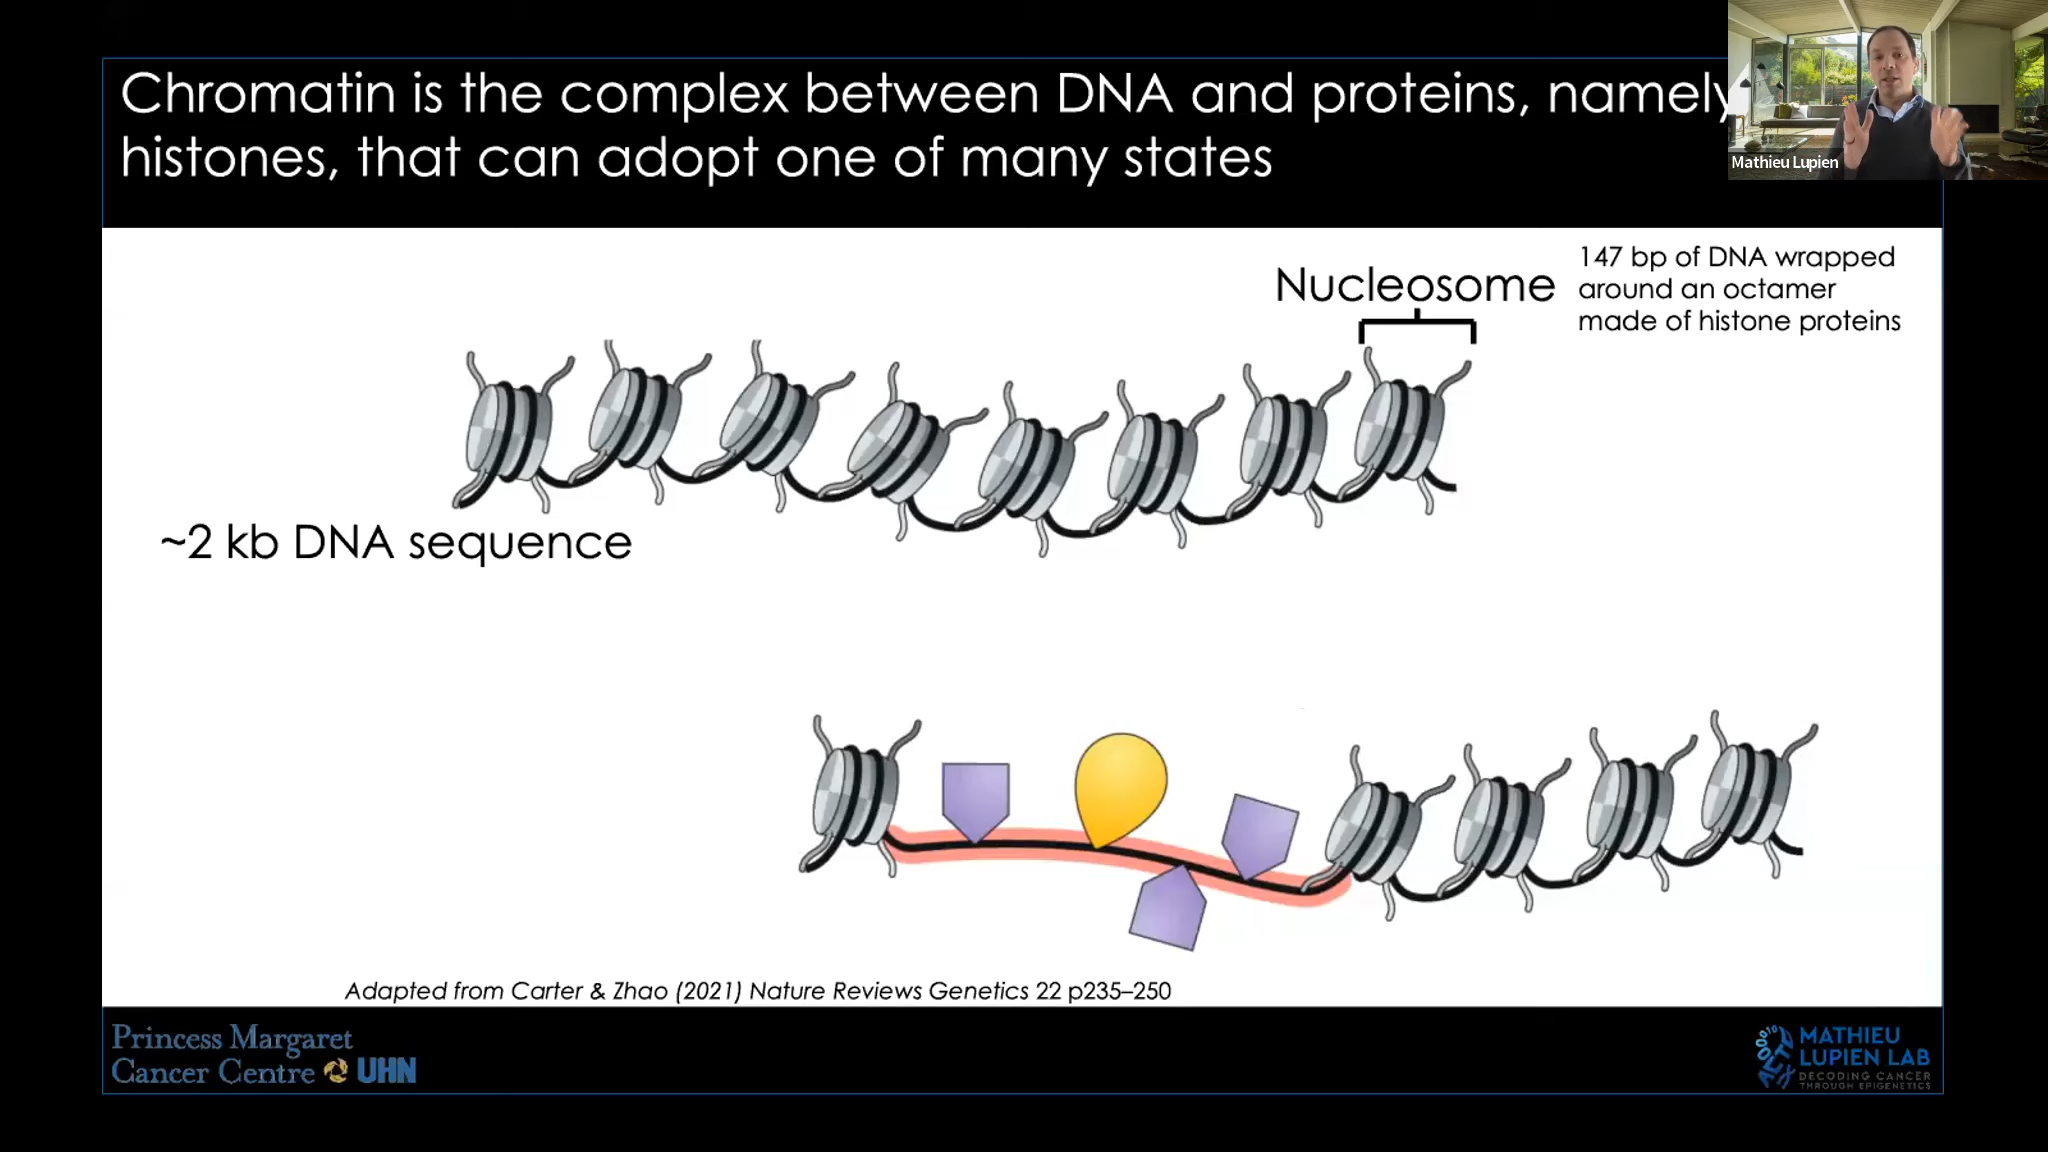 Chromatin is the complex between DNA and proteins, namely
histones, that can adopt one of many states
Mathieu Lupien
Nucleosome
147 bp of DNA wrapped
around an octamer
made of histone proteins
~2 kb DNA sequence
Adapted from Carter & Zhao (2021) Nature Reviews Genetics 22 p235–250
Princess Margaret
Cancer Centre UHN
MATHIEU
LUPIEN LAB
DECODING CANCER
THROUGH EPIGENETICS